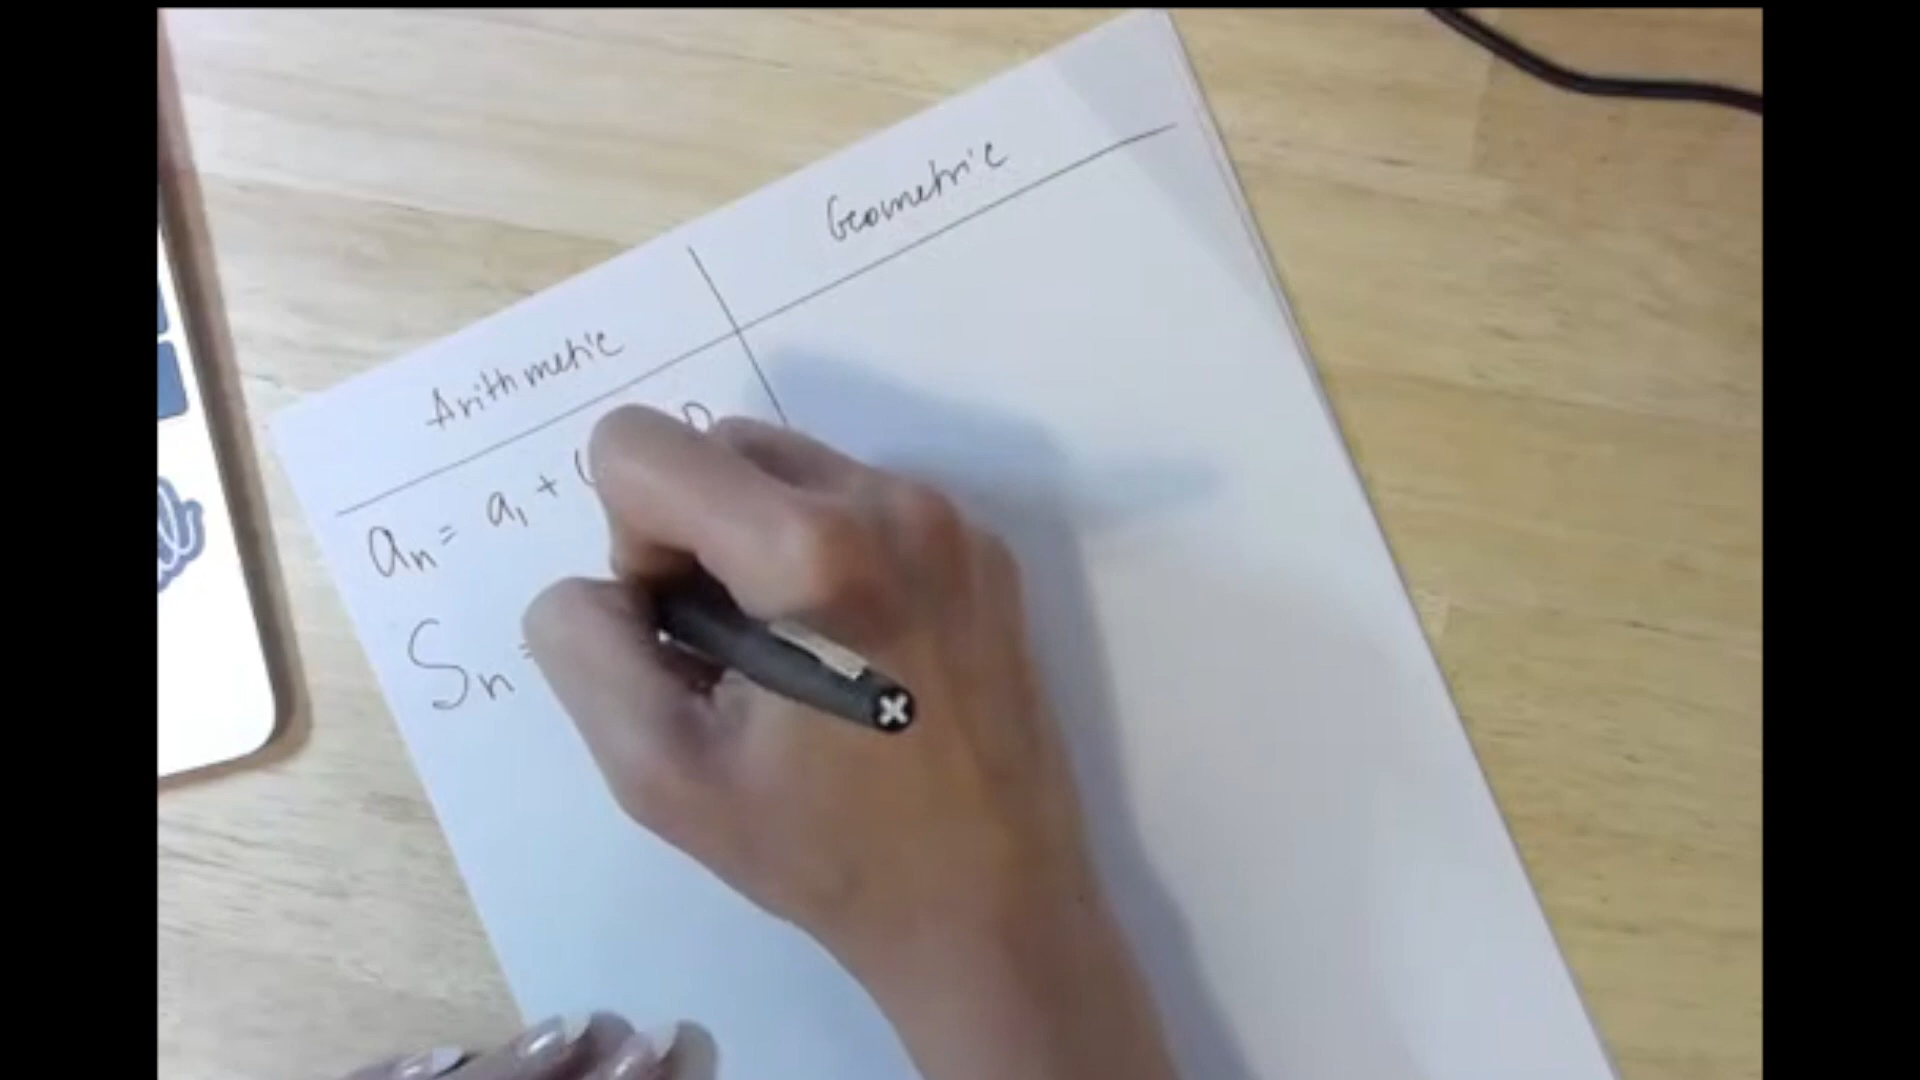 Arithmetic
Geometric
an = a1 + (
Sn =